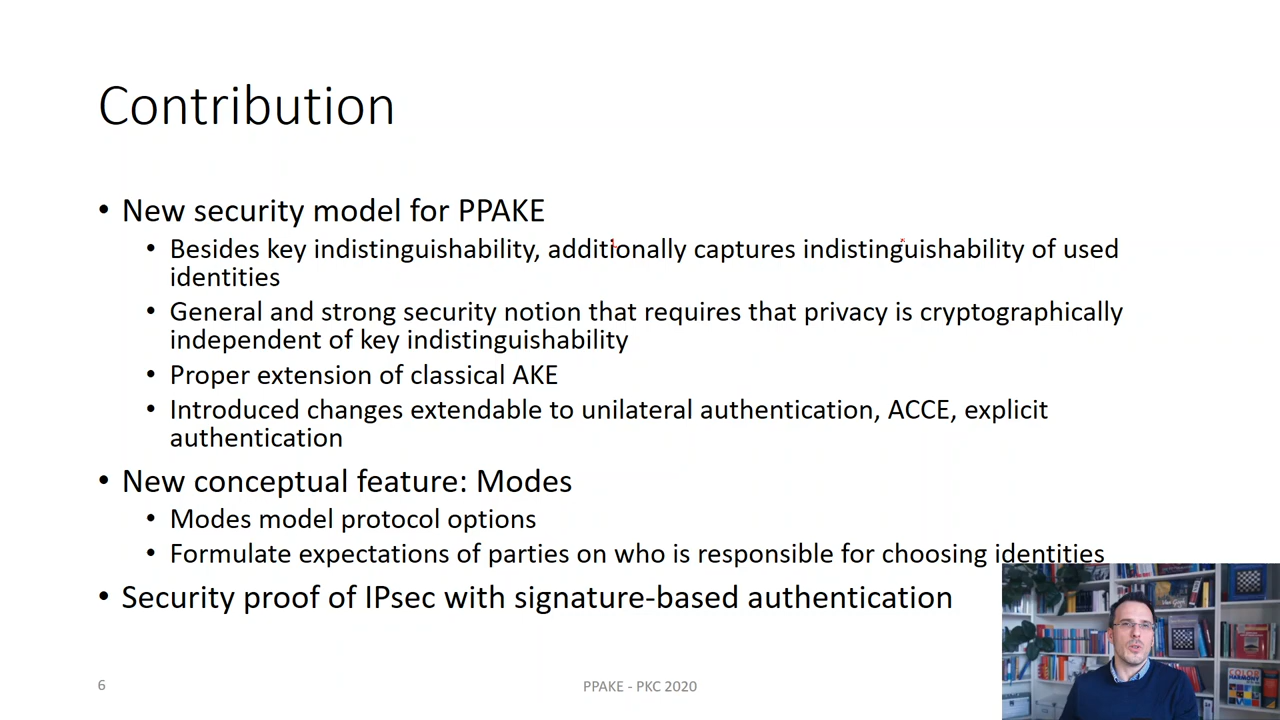 Contribution
• New security model for PPAKE
• Besides key indistinguishability, additionally captures indistinguishability of used
identities
• General and strong security notion that requires that privacy is cryptographically
independent of key indistinguishability
• Proper extension of classical AKE
• Introduced changes extendable to unilateral authentication, ACCE, explicit
authentication
• New conceptual feature: Modes
• Modes model protocol options
• Formulate expectations of parties on who is responsible for choosing identities
• Security proof of IPsec with signature-based authentication
6
PPAKE - PKC 2020
COLOR
HARMONY